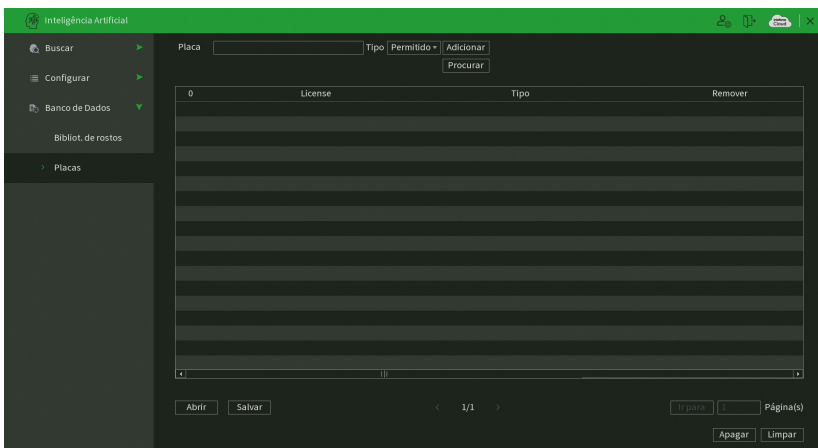 Inteligência Artificial
Buscar
Configurar
Banco de Dados
Bibliot. de rostos
Placas
Placa Tipo Permitido Adicionar
Procurar
0 License Tipo Remover
Abrir Salvar 1/1 Ir para 1 Página(s)
Apagar Limpar